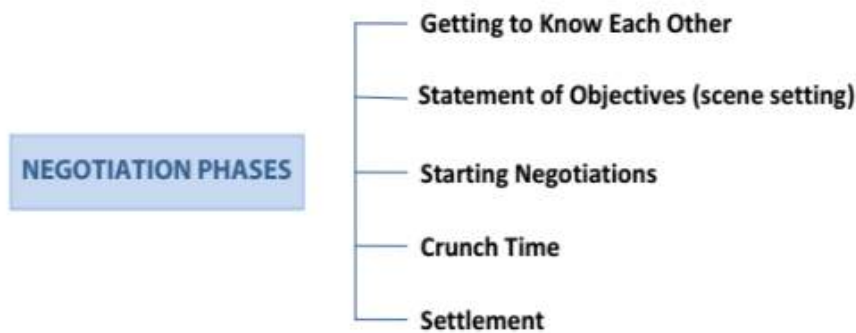 Getting to Know Each Other
Statement of Objectives (scene setting)
NEGOTIATION PHASES
Starting Negotiations
Crunch Time
Settlement